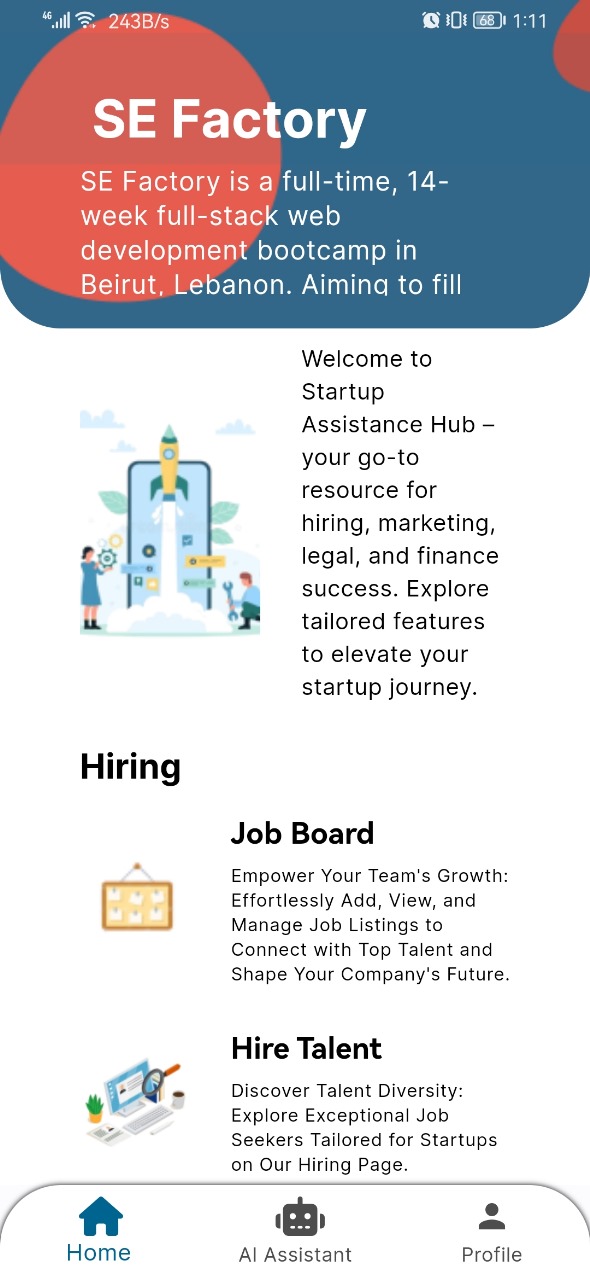 4G 243B/s 68 1:11
SE Factory
SE Factory is a full-time, 14-
week full-stack web
development bootcamp in
Beirut, Lebanon. Aiming to fill
Welcome to
Startup
Assistance Hub –
your go-to
resource for
hiring, marketing,
legal, and finance
success. Explore
tailored features
to elevate your
startup journey.
Hiring
Job Board
Empower Your Team's Growth:
Effortlessly Add, View, and
Manage Job Listings to
Connect with Top Talent and
Shape Your Company's Future.
Hire Talent
Discover Talent Diversity:
Explore Exceptional Job
Seekers Tailored for Startups
on Our Hiring Page.
Home AI Assistant Profile